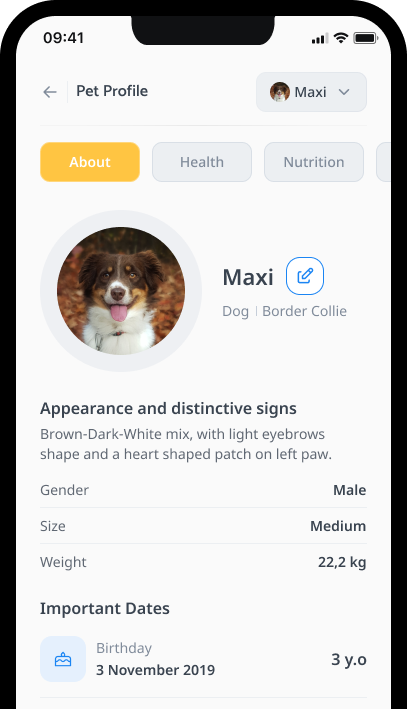 09:41
Pet Profile
Maxi
About
Health
Nutrition
Maxi
Dog | Border Collie
Appearance and distinctive signs
Brown-Dark-White mix, with light eyebrows
shape and a heart shaped patch on left paw.
Gender Male
Size Medium
Weight 22,2 kg
Important Dates
Birthday
3 November 2019
3 y.o